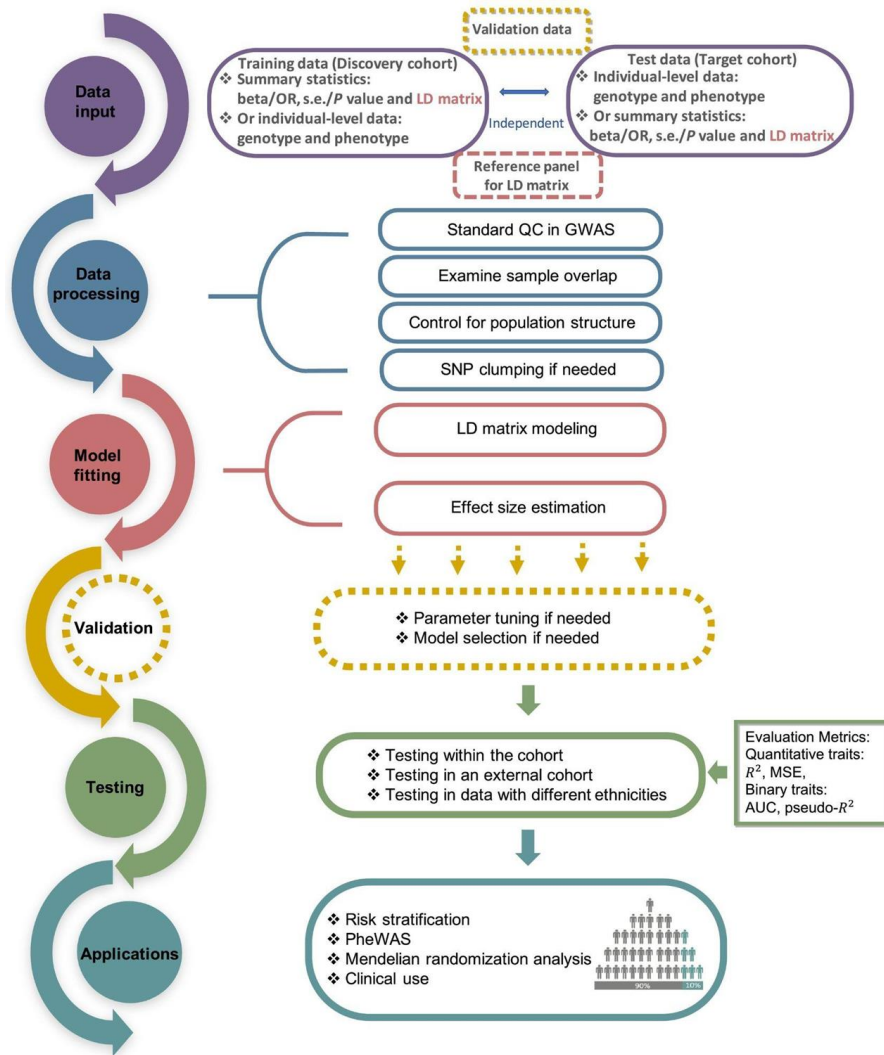 Data
input
Validation data
Training data (Discovery cohort)
❖ Summary statistics:
beta/OR, s.e./P value and LD matrix
❖ Or individual-level data:
genotype and phenotype
Independent
Test data (Target cohort)
❖ Individual-level data:
genotype and phenotype
❖ Or summary statistics:
beta/OR, s.e./P value and LD matrix
Reference panel
for LD matrix
Data
processing
Standard QC in GWAS
Examine sample overlap
Control for population structure
SNP clumping if needed
Model
fitting
LD matrix modeling
Effect size estimation
Validation
❖ Parameter tuning if needed
❖ Model selection if needed
Testing
❖ Testing within the cohort
❖ Testing in an external cohort
❖ Testing in data with different ethnicities
Evaluation Metrics:
Quantitative traits:
R², MSE,
Binary traits:
AUC, pseudo-R²
Applications
❖ Risk stratification
❖ PheWAS
❖ Mendelian randomization analysis
❖ Clinical use
90% 10%